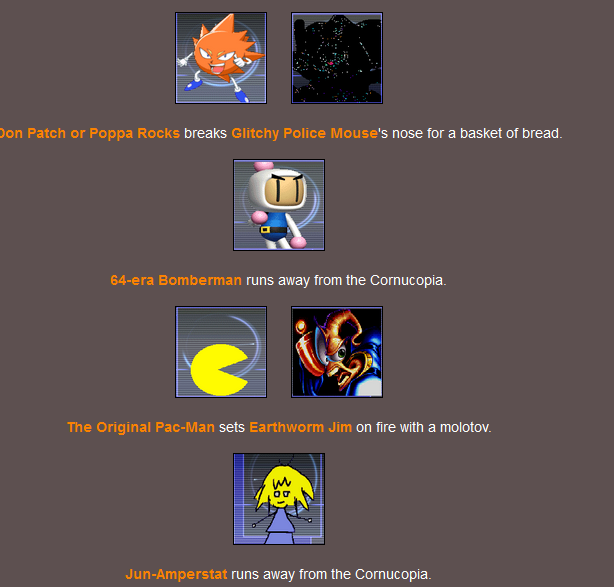 Don Patch or Poppa Rocks breaks Glitchy Police Mouse's nose for a basket of bread.
64-era Bomberman runs away from the Cornucopia.
The Original Pac-Man sets Earthworm Jim on fire with a molotov.
Jun-Amperstat runs away from the Cornucopia.